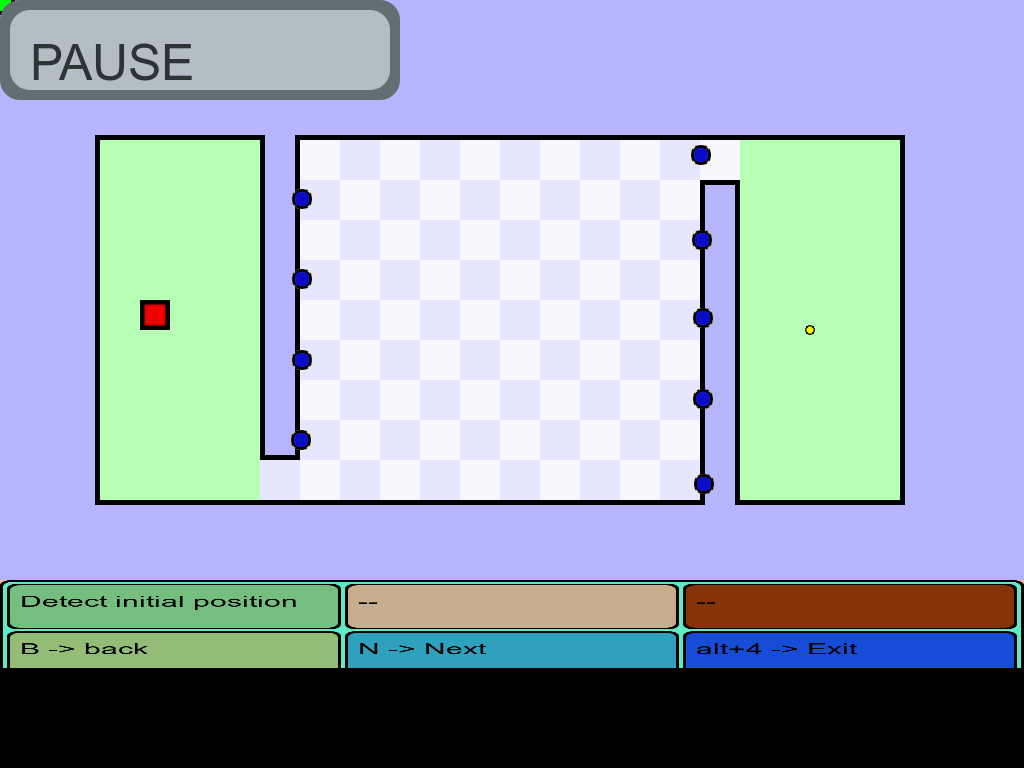 PAUSE
Detect initial position
--
--
B -> back
N -> Next
alt+4 -> Exit